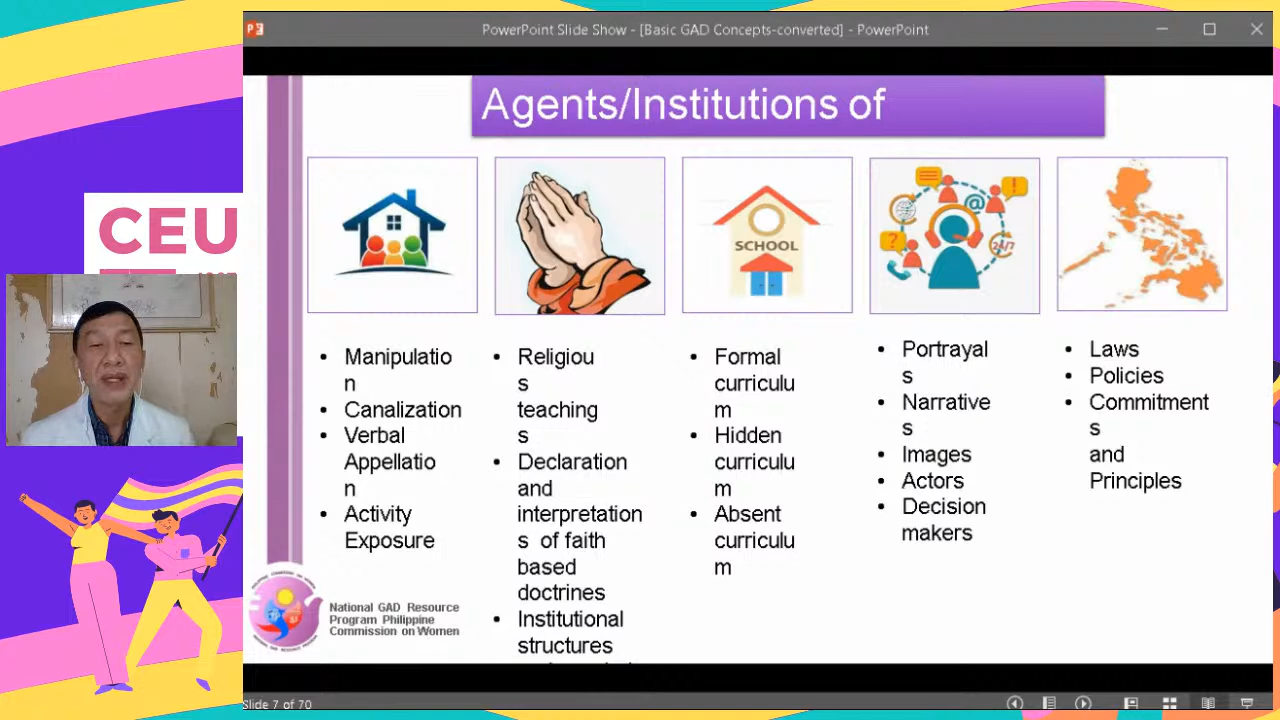 PowerPoint Slide Show - [Basic GAD Concepts-converted] - PowerPoint
Agents/Institutions of
CEU
SCHOOL
24/7
• Manipulatio
n
• Canalization
• Verbal
Appellatio
n
• Activity
Exposure
• Religiou
s
teaching
s
• Declaration
and
interpretation
s of faith
based
doctrines
• Institutional
structures
• Formal
curriculu
m
• Hidden
curriculu
m
• Absent
curriculu
m
• Portrayal
s
• Narrative
s
• Images
• Actors
• Decision
makers
• Laws
• Policies
• Commitment
s
and
Principles
National GAD Resource
Program Philippine
Commission on Women
Slide 7 of 70